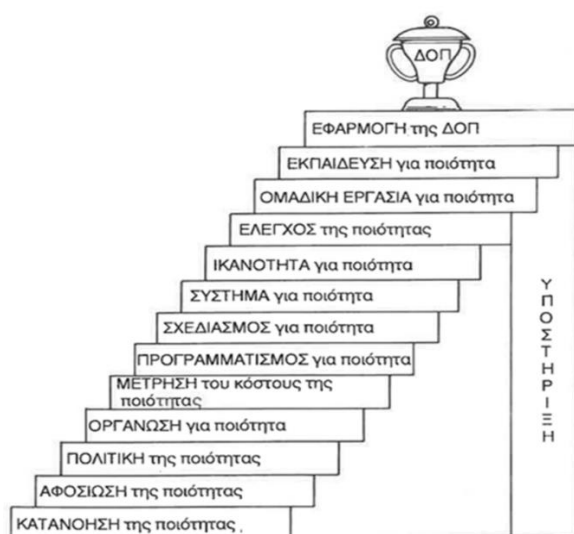 ΔΟΠ
ΕΦΑΡΜΟΓΗ της ΔΟΠ
ΕΚΠΑΙΔΕΥΣΗ για ποιότητα
ΟΜΑΔΙΚΗ ΕΡΓΑΣΙΑ για ποιότητα
ΕΛΕΓΧΟΣ της ποιότητας
ΙΚΑΝΟΤΗΤΑ για ποιότητα
ΣΥΣΤΗΜΑ για ποιότητα
ΣΧΕΔΙΑΣΜΟΣ για ποιότητα
ΠΡΟΓΡΑΜΜΑΤΙΣΜΟΣ για ποιότητα
ΜΕΤΡΗΣΗ του κόστους της
ποιότητας
ΟΡΓΑΝΩΣΗ για ποιότητα
ΠΟΛΙΤΙΚΗ της ποιότητας
ΑΦΟΣΙΩΣΗ της ποιότητας
ΚΑΤΑΝΟΗΣΗ της ποιότητας
ΥΠΟΣΤΗΡΙΞΗ